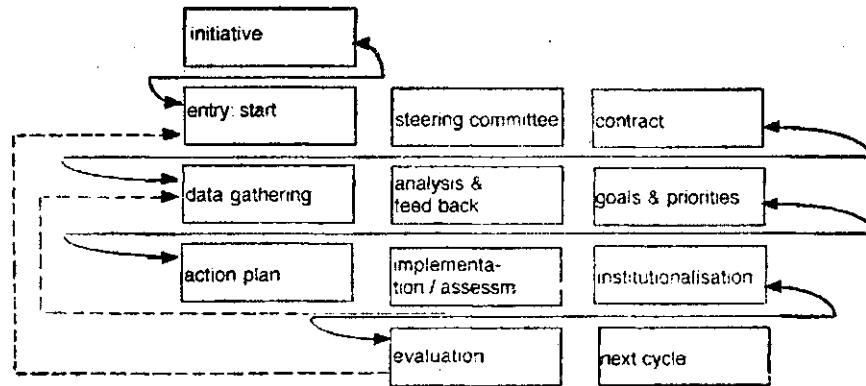 initiative
entry: start
steering committee
contract
data gathering
analysis &
feed back
goals & priorities
action plan
implementa-
tion / assessm.
institutionalisation
evaluation
next cycle